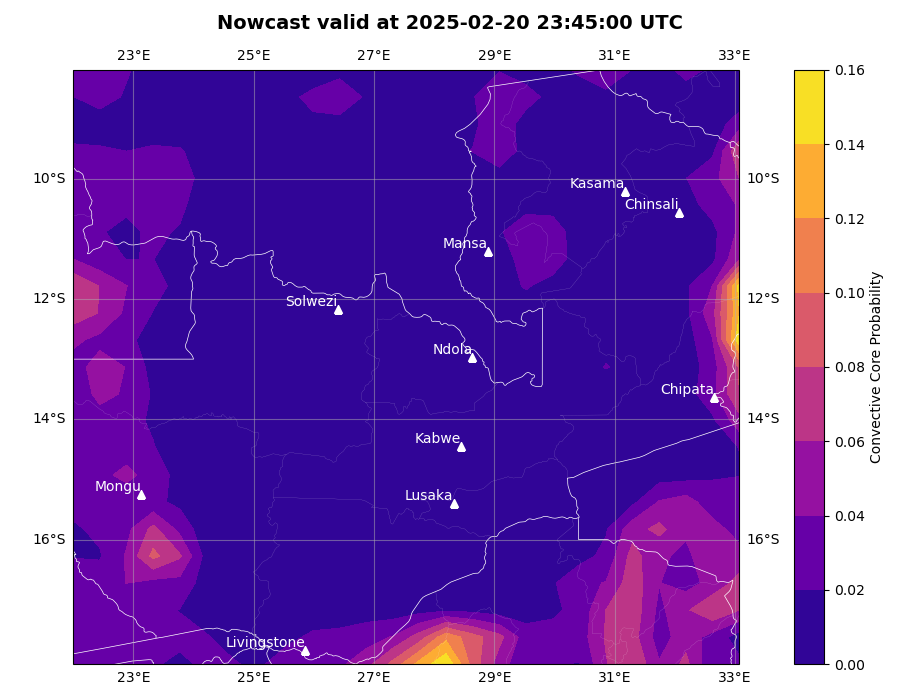 Nowcast valid at 2025-02-20 23:45:00 UTC
23°E 25°E 27°E 29°E 31°E 33°E
0.16
0.14
10°S Kasama 10°S
Chinsali
0.12
Mansa
12°S Solwezi 12°S
0.10
Ndola
0.08
Chipata
14°S 14°S
Kabwe
0.06
Mongu
Lusaka
0.04
16°S 16°S
0.02
Livingstone
0.00
23°E 25°E 27°E 29°E 31°E 33°E
Convective Core Probability